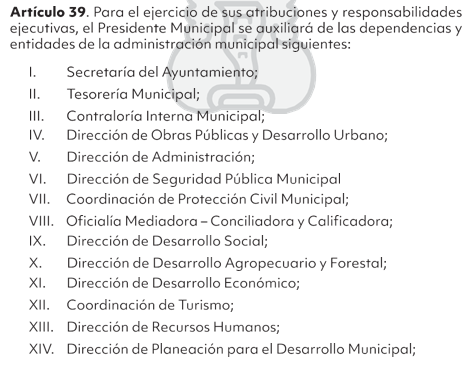 Artículo 39. Para el ejercicio de sus atribuciones y responsabilidades
ejecutivas, el Presidente Municipal se auxiliará de las dependencias y
entidades de la administración municipal siguientes:
I. Secretaría del Ayuntamiento;
II. Tesorería Municipal;
III. Contraloría Interna Municipal;
IV. Dirección de Obras Públicas y Desarrollo Urbano;
V. Dirección de Administración;
VI. Dirección de Seguridad Pública Municipal
VII. Coordinación de Protección Civil Municipal;
VIII. Oficialía Mediadora – Conciliadora y Calificadora;
IX. Dirección de Desarrollo Social;
X. Dirección de Desarrollo Agropecuario y Forestal;
XI. Dirección de Desarrollo Económico;
XII. Coordinación de Turismo;
XIII. Dirección de Recursos Humanos;
XIV. Dirección de Planeación para el Desarrollo Municipal;